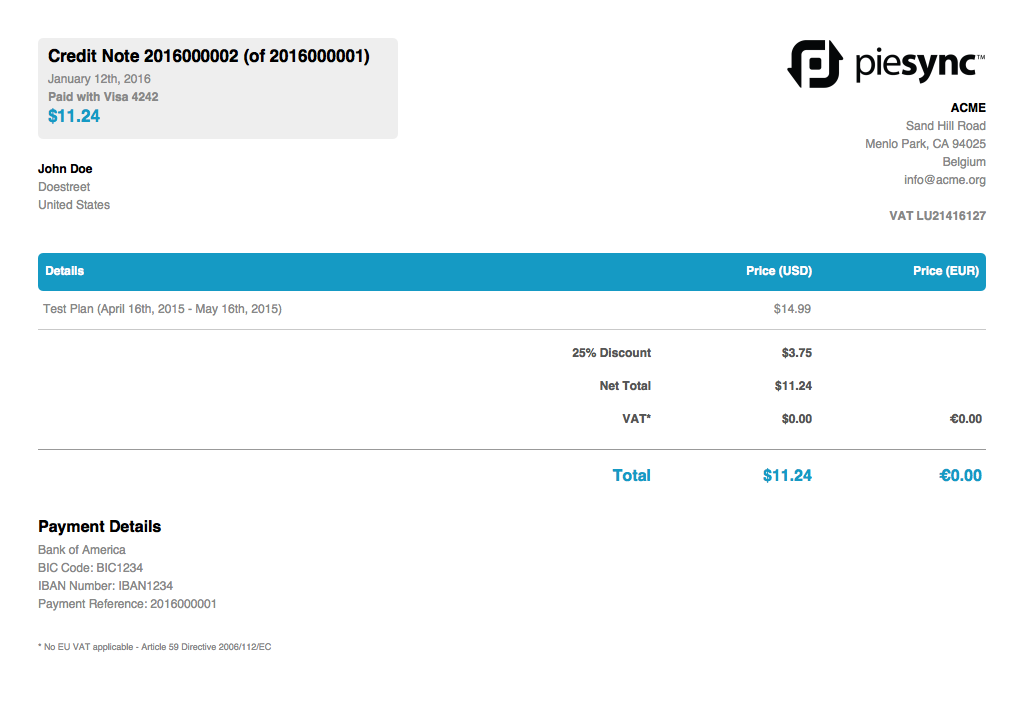 Credit Note 2016000002 (of 2016000001)
January 12th, 2016
Paid with Visa 4242
$11.24
piesync™
ACME
Sand Hill Road
Menlo Park, CA 94025
Belgium
info@acme.org
VAT LU21416127
John Doe
Doestreet
United States
Details Price (USD) Price (EUR)
Test Plan (April 16th, 2015 - May 16th, 2015) $14.99
25% Discount $3.75
Net Total $11.24
VAT* $0.00 €0.00
Total $11.24 €0.00
Payment Details
Bank of America
BIC Code: BIC1234
IBAN Number: IBAN1234
Payment Reference: 2016000001
* No EU VAT applicable - Article 59 Directive 2006/112/EC